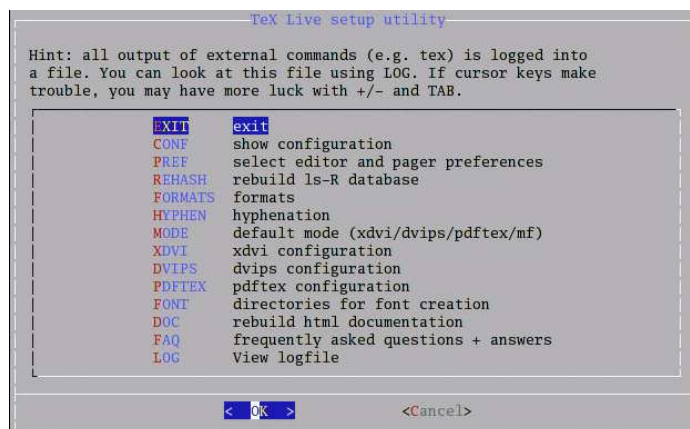 TeX Live setup utility
Hint: all output of external commands (e.g. tex) is logged into
a file. You can look at this file using LOG. If cursor keys make
trouble, you may have more luck with +/- and TAB.
EXIT exit
CONF show configuration
PREF select editor and pager preferences
REHASH rebuild ls-R database
FORMATS formats
HYPHEN hyphenation
MODE default mode (xdvi/dvips/pdftex/mf)
XDVI xdvi configuration
DVIPS dvips configuration
PDFTEX pdftex configuration
FONT directories for font creation
DOC rebuild html documentation
FAQ frequently asked questions + answers
LOG View logfile
< OK > <Cancel>